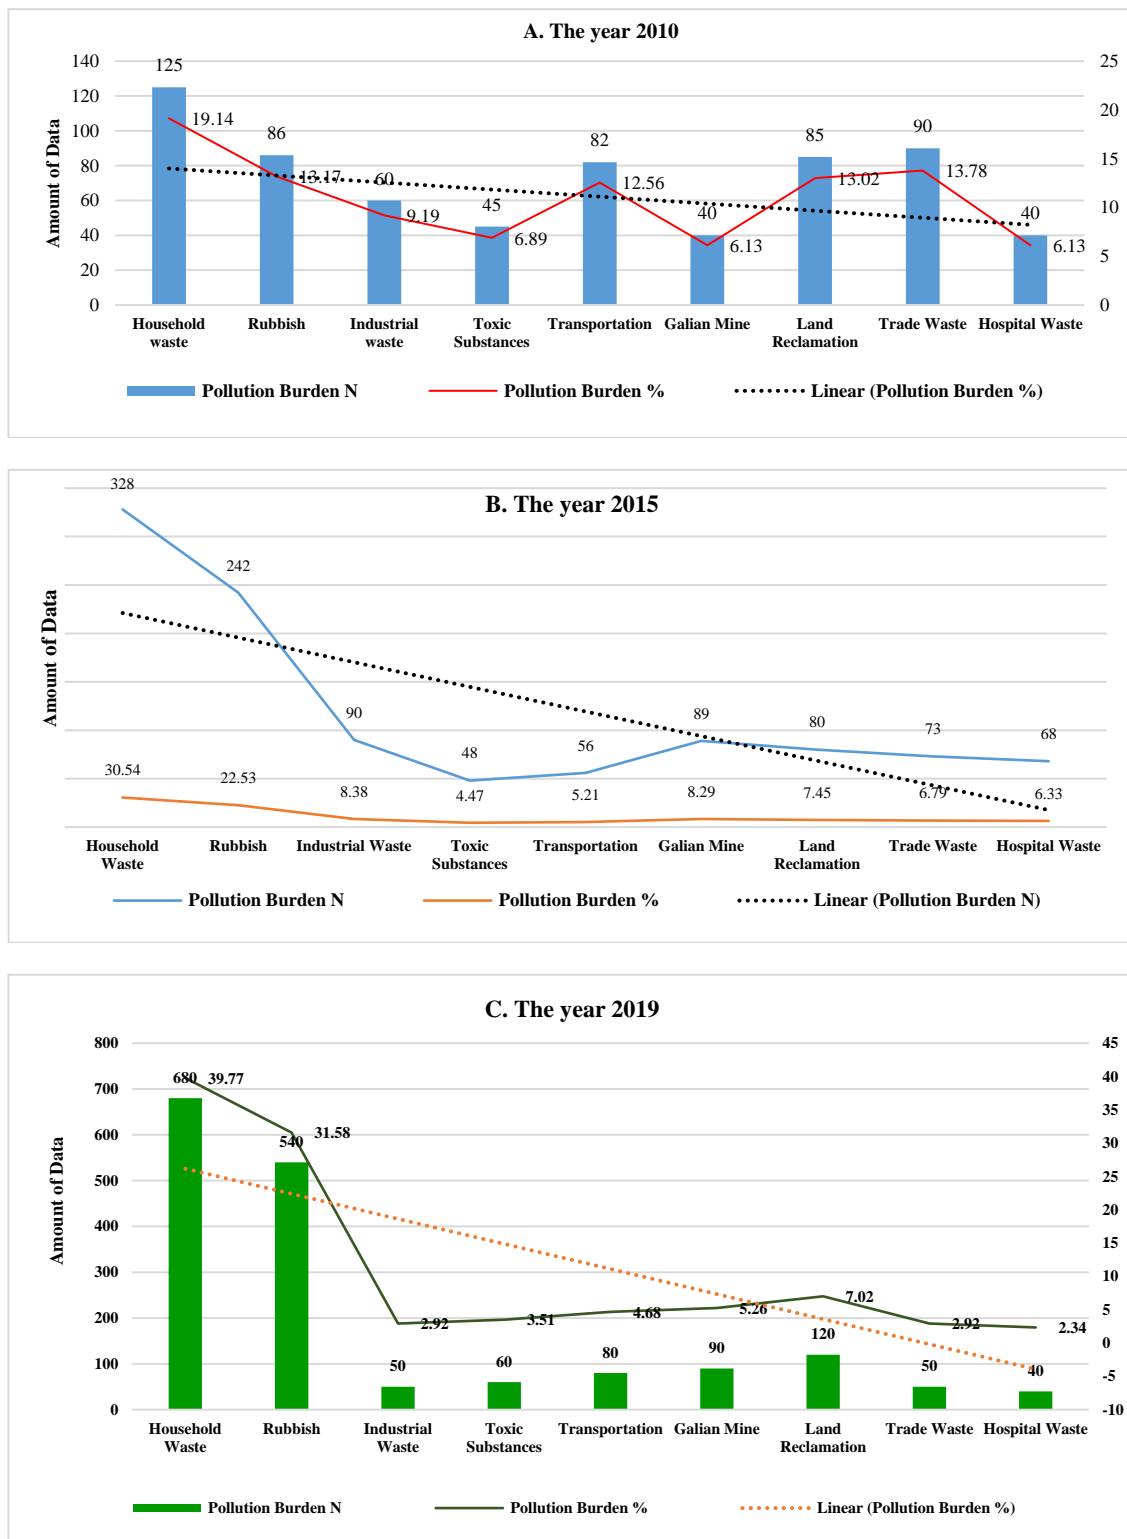 A. The year 2010
Amount of Data
140
120
100
80
60
40
20
0
25
20
15
10
5
0
125
86
60
45
82
40
85
90
40
19.14
13.17
9.19
6.89
12.56
6.13
13.02
13.78
6.13
Household waste
Rubbish
Industrial waste
Toxic Substances
Transportation
Galian Mine
Land Reclamation
Trade Waste
Hospital Waste
Pollution Burden N
Pollution Burden %
Linear (Pollution Burden %)
B. The year 2015
Amount of Data
328
242
90
48
56
89
80
73
68
30.54
22.53
8.38
4.47
5.21
8.29
7.45
6.79
6.33
Household Waste
Rubbish
Industrial Waste
Toxic Substances
Transportation
Galian Mine
Land Reclamation
Trade Waste
Hospital Waste
Pollution Burden N
Pollution Burden %
Linear (Pollution Burden N)
C. The year 2019
Amount of Data
800
700
600
500
400
300
200
100
0
45
40
35
30
25
20
15
10
5
0
-5
-10
680
540
50
60
80
90
120
50
40
39.77
31.58
2.92
3.51
4.68
5.26
7.02
2.92
2.34
Household Waste
Rubbish
Industrial Waste
Toxic Substances
Transportation
Galian Mine
Land Reclamation
Trade Waste
Hospital Waste
Pollution Burden N
Pollution Burden %
Linear (Pollution Burden %)